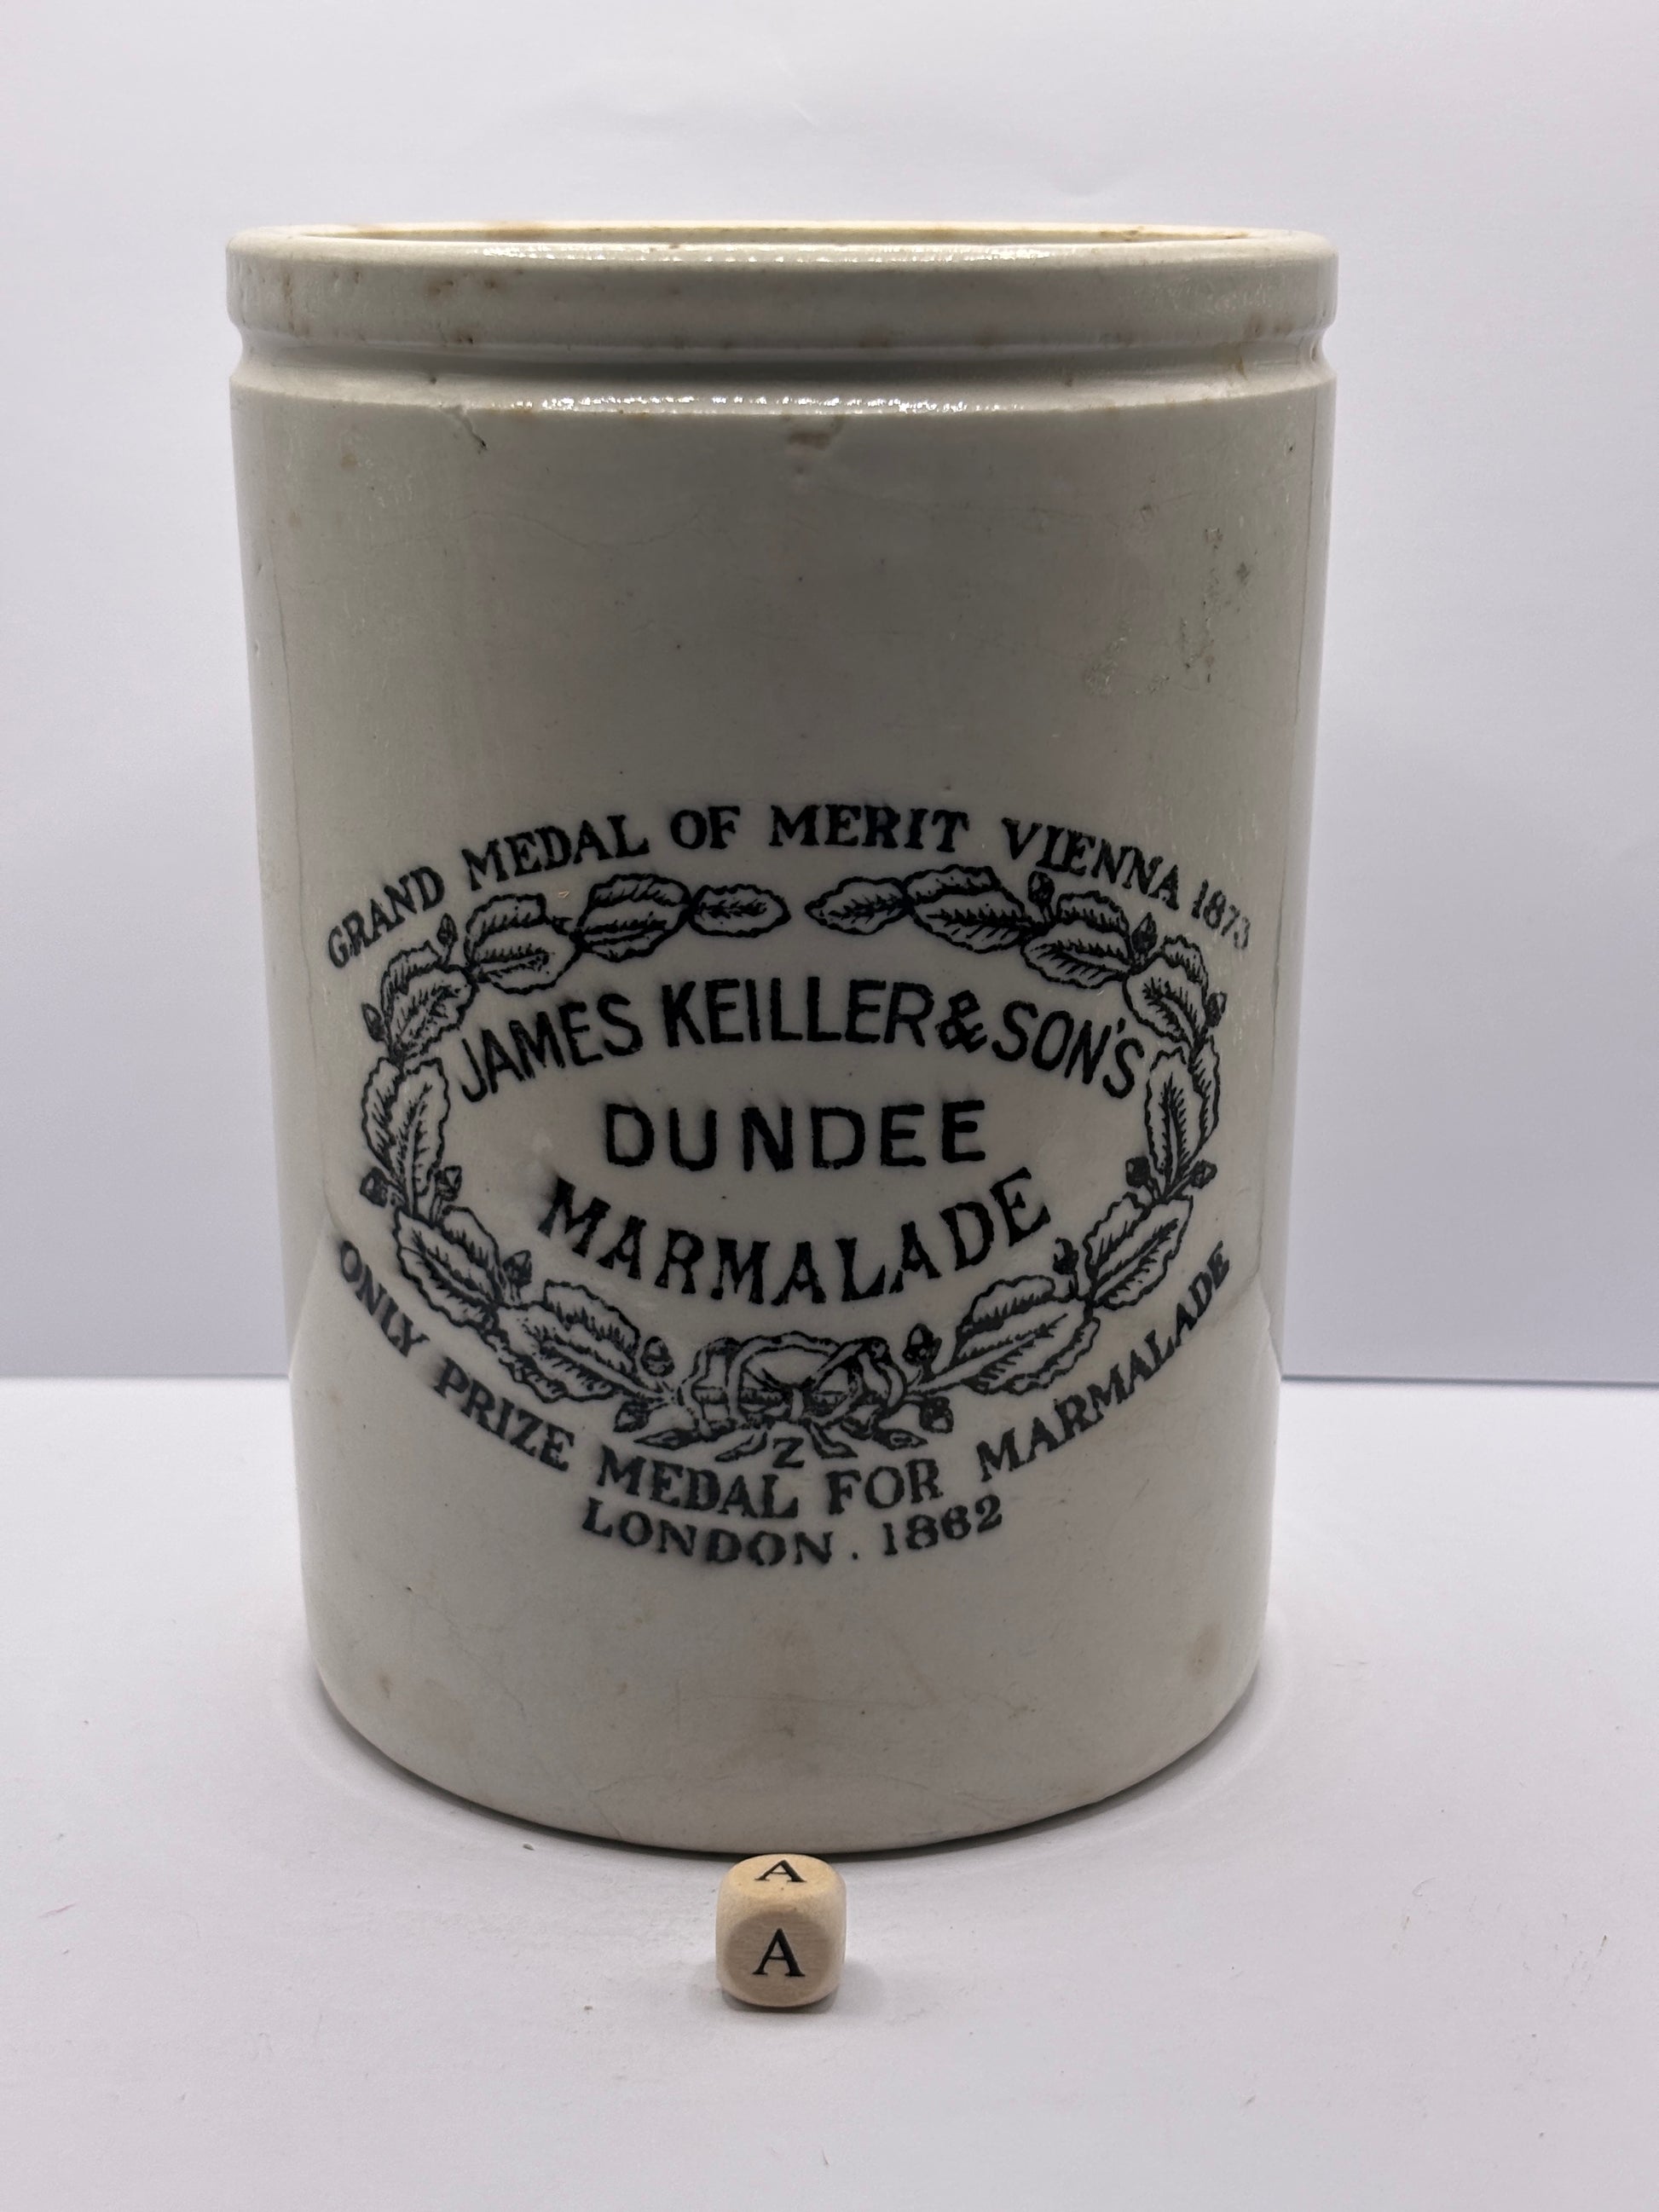 GRAND MEDAL OF MERIT VIENNA 1873
JAMES KEILLER & SON'S
DUNDEE
MARMALADE
Z
ONLY PRIZE MEDAL FOR MARMALADE
LONDON . 1862
A
A